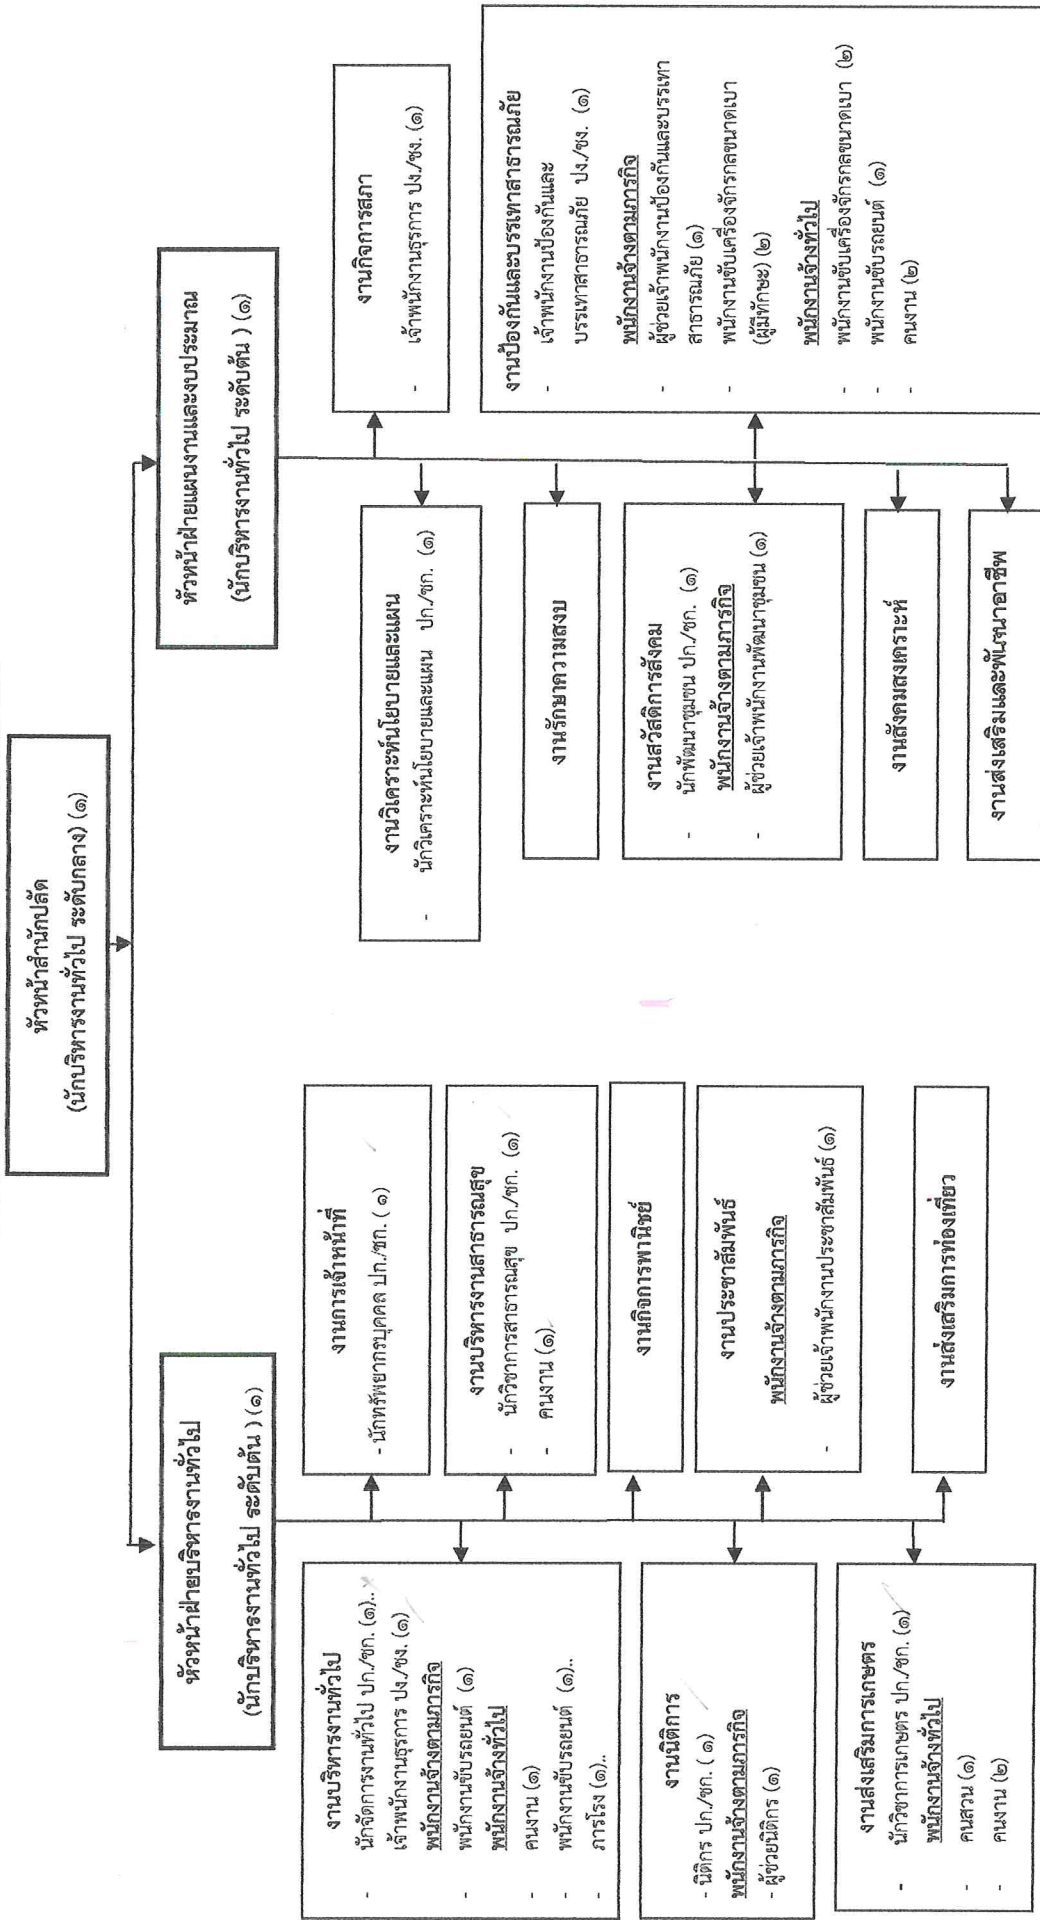 หัวหน้าสำนักปลัด
(นักบริหารงานทั่วไป ระดับกลาง) (๑)
หัวหน้าฝ่ายบริหารงานทั่วไป
(นักบริหารงานทั่วไป ระดับต้น ) (๑)
หัวหน้าฝ่ายแผนงานและงบประมาณ
(นักบริหารงานทั่วไป ระดับต้น ) (๑)
งานบริหารงานทั่วไป
- นักจัดการงานทั่วไป ปก./ชก. (๑)..
เจ้าพนักงานธุรการ ปง./ชง. (๑)
พนักงานจ้างตามภารกิจ
- พนักงานขับรถยนต์ (๑)
พนักงานจ้างทั่วไป
- คนงาน (๑)
- พนักงานขับรถยนต์ (๑)..
- ภารโรง (๑)..
งานนิติการ
- นิติกร ปก./ชก. ( ๑)
พนักงานจ้างตามภารกิจ
- ผู้ช่วยนิติกร (๑)
งานส่งเสริมการเกษตร
- นักวิชาการเกษตร ปก./ชก. (๑)
พนักงานจ้างทั่วไป
- คนสวน (๑)
- คนงาน (๒)
งานการเจ้าหน้าที่
- นักทรัพยากรบุคคล ปก./ชก. ( ๑)
งานบริหารงานสาธารณสุข
- นักวิชาการสาธารณสุข ปก./ชก. (๑)
- คนงาน (๑).
งานกิจการพาณิชย์
งานประชาสัมพันธ์
พนักงานจ้างตามภารกิจ
- ผู้ช่วยเจ้าพนักงานประชาสัมพันธ์ (๑)
งานส่งเสริมการท่องเที่ยว
งานวิเคราะห์นโยบายและแผน
- นักวิเคราะห์นโยบายและแผน ปก./ชก. (๑)
งานรักษาความสงบ
งานสวัสดิการสังคม
- นักพัฒนาชุมชน ปก./ชก. (๑)
พนักงานจ้างตามภารกิจ
- ผู้ช่วยเจ้าพนักงานพัฒนาชุมชน (๑)
งานสังคมสงเคราะห์
งานส่งเสริมและพัฒนาอาชีพ
งานกิจการสภา
- เจ้าพนักงานธุรการ ปง./ชง. (๑)
งานป้องกันและบรรเทาสาธารณภัย
- เจ้าพนักงานป้องกันและ
บรรเทาสาธารณภัย ปง./ชง. (๑)
พนักงานจ้างตามภารกิจ
- ผู้ช่วยเจ้าพนักงานป้องกันและบรรเทา
สาธารณภัย (๑)
- พนักงานขับเครื่องจักรกลขนาดเบา
(ผู้มีทักษะ) (๒)
พนักงานจ้างทั่วไป
- พนักงานขับเครื่องจักรกลขนาดเบา (๒)
- พนักงานขับรถยนต์ (๑)
- คนงาน (๒)